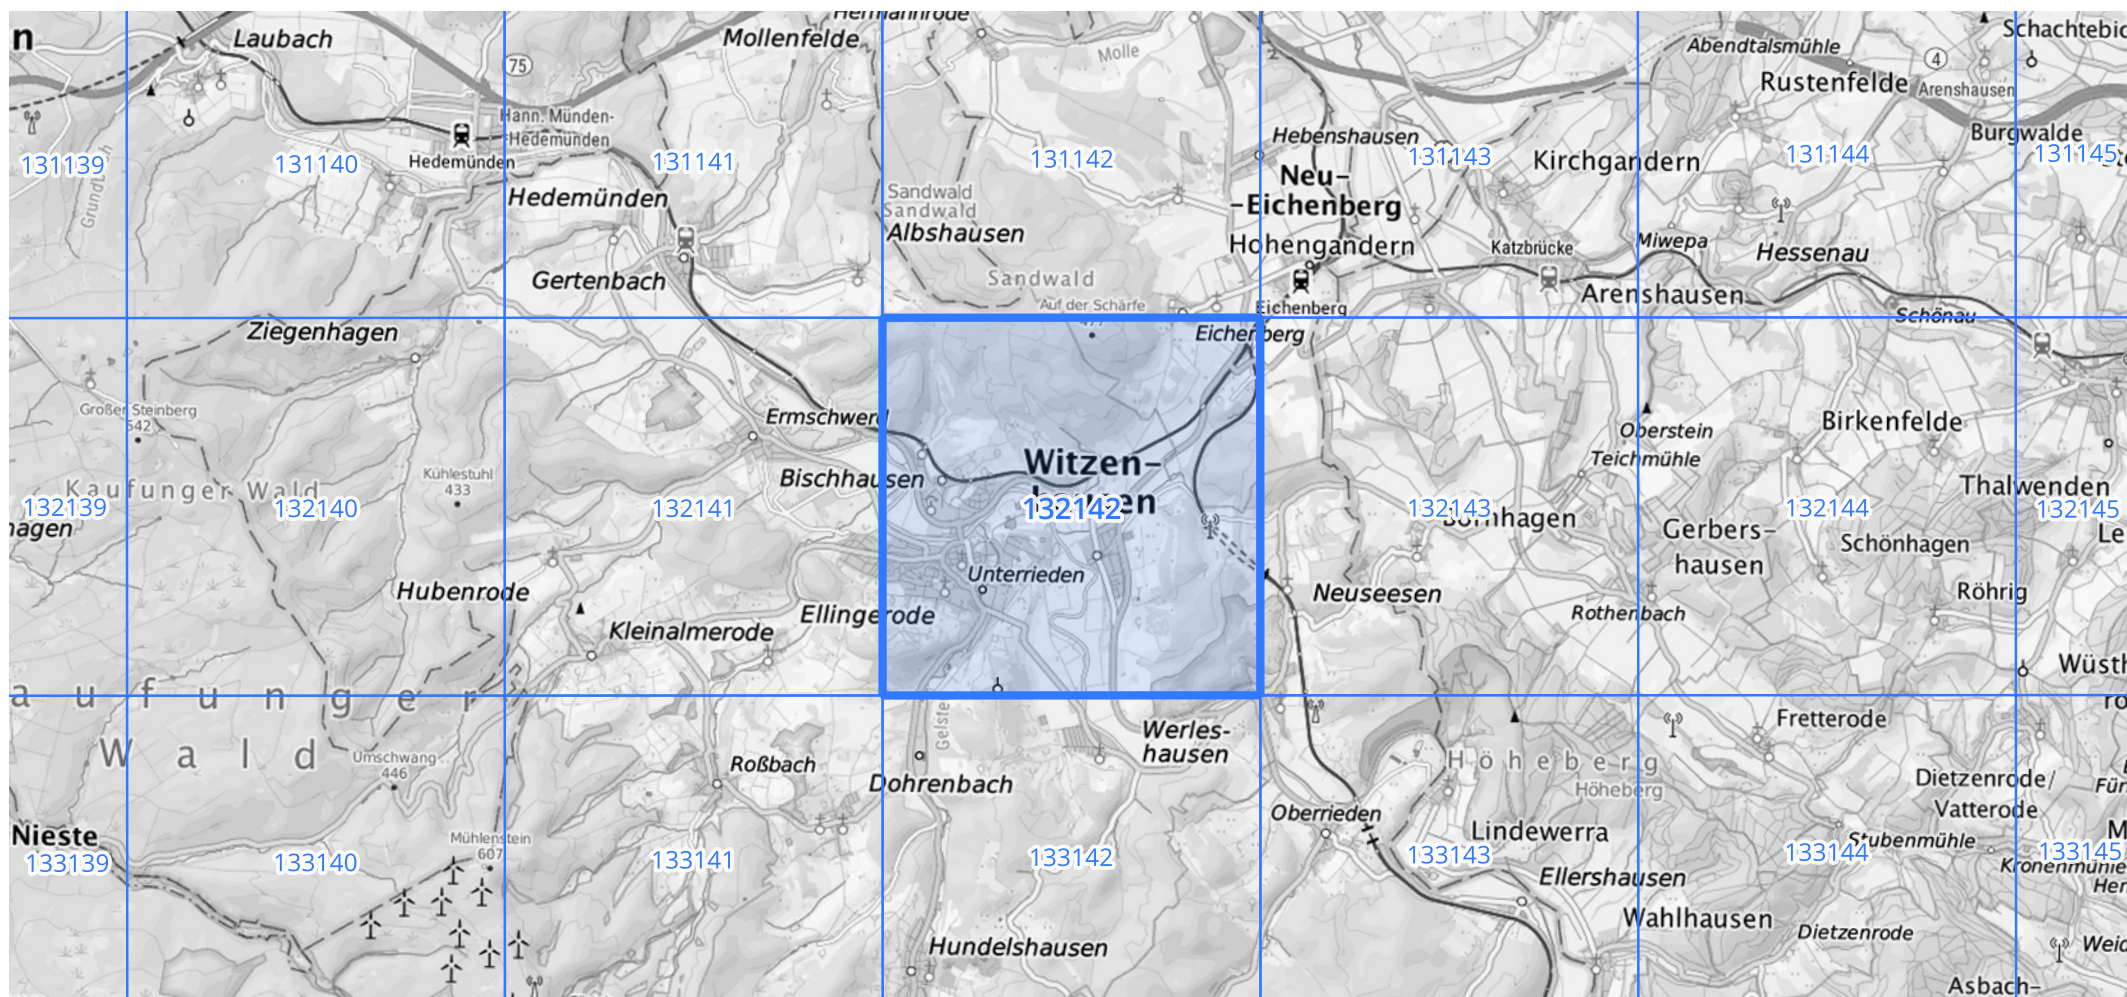 n
Laubach
75
Mollenfelde
Hermannrode
Molle
Abendtalsmühle
4
Rustenfelde
Arenshausen
Hann. Münden-
-Hedemünden
Hedemünden
Hebenshausen
Burgwalde
131139
131140
131141
131142
131143
Kirchgandern
131144
131145
Hedemünden
Sandwald
Sandwald
Albshausen
Neu-
-Eichenberg
Hohengandern
Katzbrücke
Miwepa
Hessenau
Gertenbach
Sandwald
Auf der Schärfe
Eichenberg
Arenshausen
Schönau
Ziegenhagen
Eichenberg
Großer Steinberg
542
Ermschwerd
Birkenfelde
Oberstein
Teichmühle
Kühlestuhl
433
Bischhausen
Witzen-
Kaufunger Wald
Thalwenden
132139
132140
132141
132142
132143
Bornhagen
132144
132145
hagen
Gerbers-
hausen
Schönhagen
Le
Hubenrode
Unterrieden
Neuseesen
Röhrig
Kleinalmerode
Ellingerode
Rothenbach
Wüsth
a u f u n g e r
W a l d
Umschwang
446
Roßbach
Gelste
Werles-
hausen
Fretterode
Höheberg
Höheberg
Dietzenrode/
Vatterode
Dohrenbach
Oberrieden
Nieste
Mühlenstein
607
Lindewerra
Stubenmühle
133139
133140
133141
133142
133143
133144
133145
Kronenmühle
Ellershausen
Wahlhausen
Dietzenrode
Hundelshausen
Asbach-